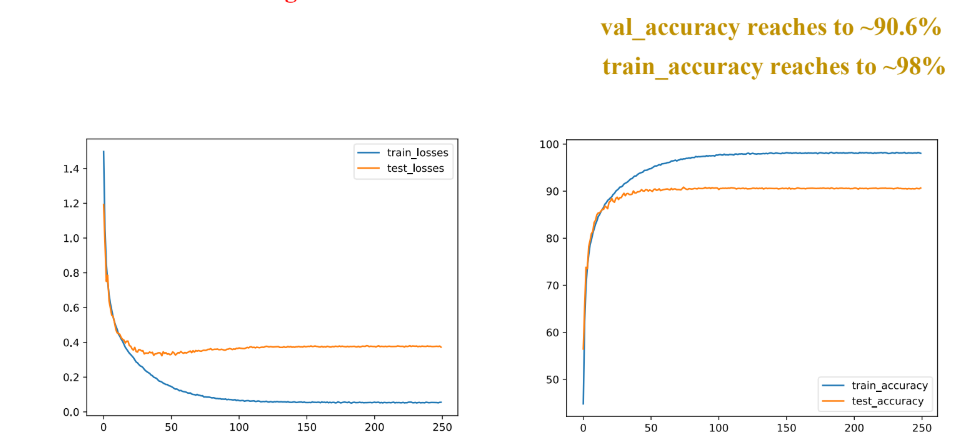 val_accuracy reaches to ~90.6%
train_accuracy reaches to ~98%
train_losses
test_losses
1.4
1.2
1.0
0.8
0.6
0.4
0.2
0.0
0 50 100 150 200 250
100
90
80
70
60
50
train_accuracy
test_accuracy
0 50 100 150 200 250